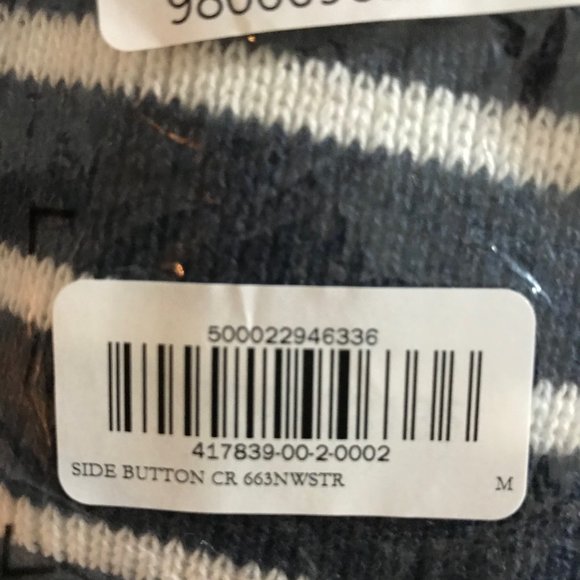 500022946336
417839-00-2-0002
SIDE BUTTON CR 663NWSTR
M